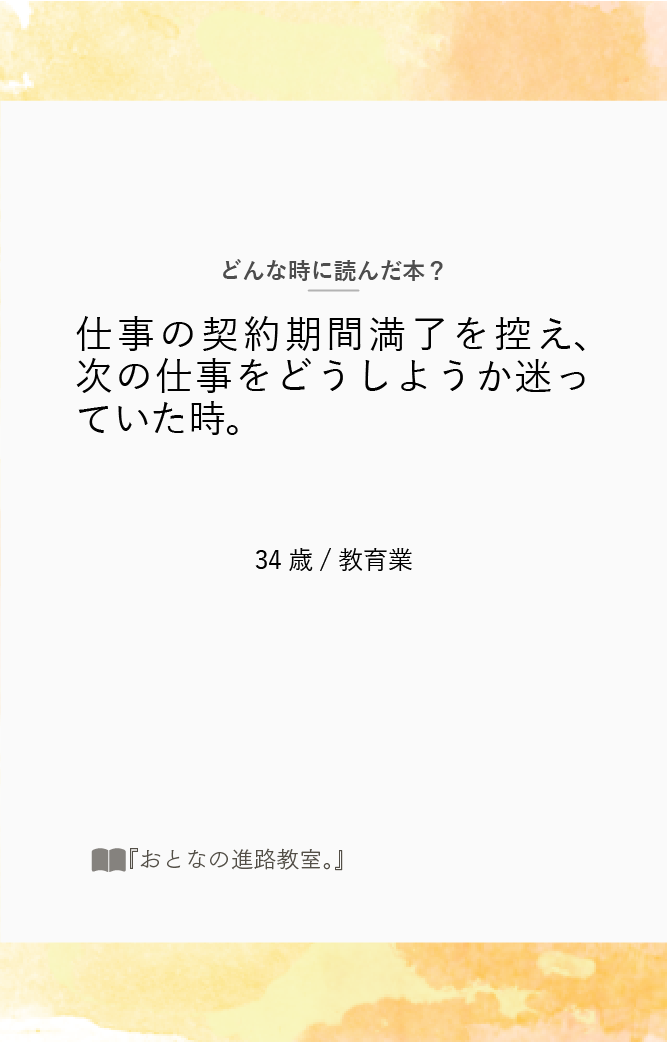 どんな時に読んだ本？
仕事の契約期間満了を控え、
次の仕事をどうしようか迷っ
ていた時。
34 歳 / 教育業
『おとなの進路教室。』